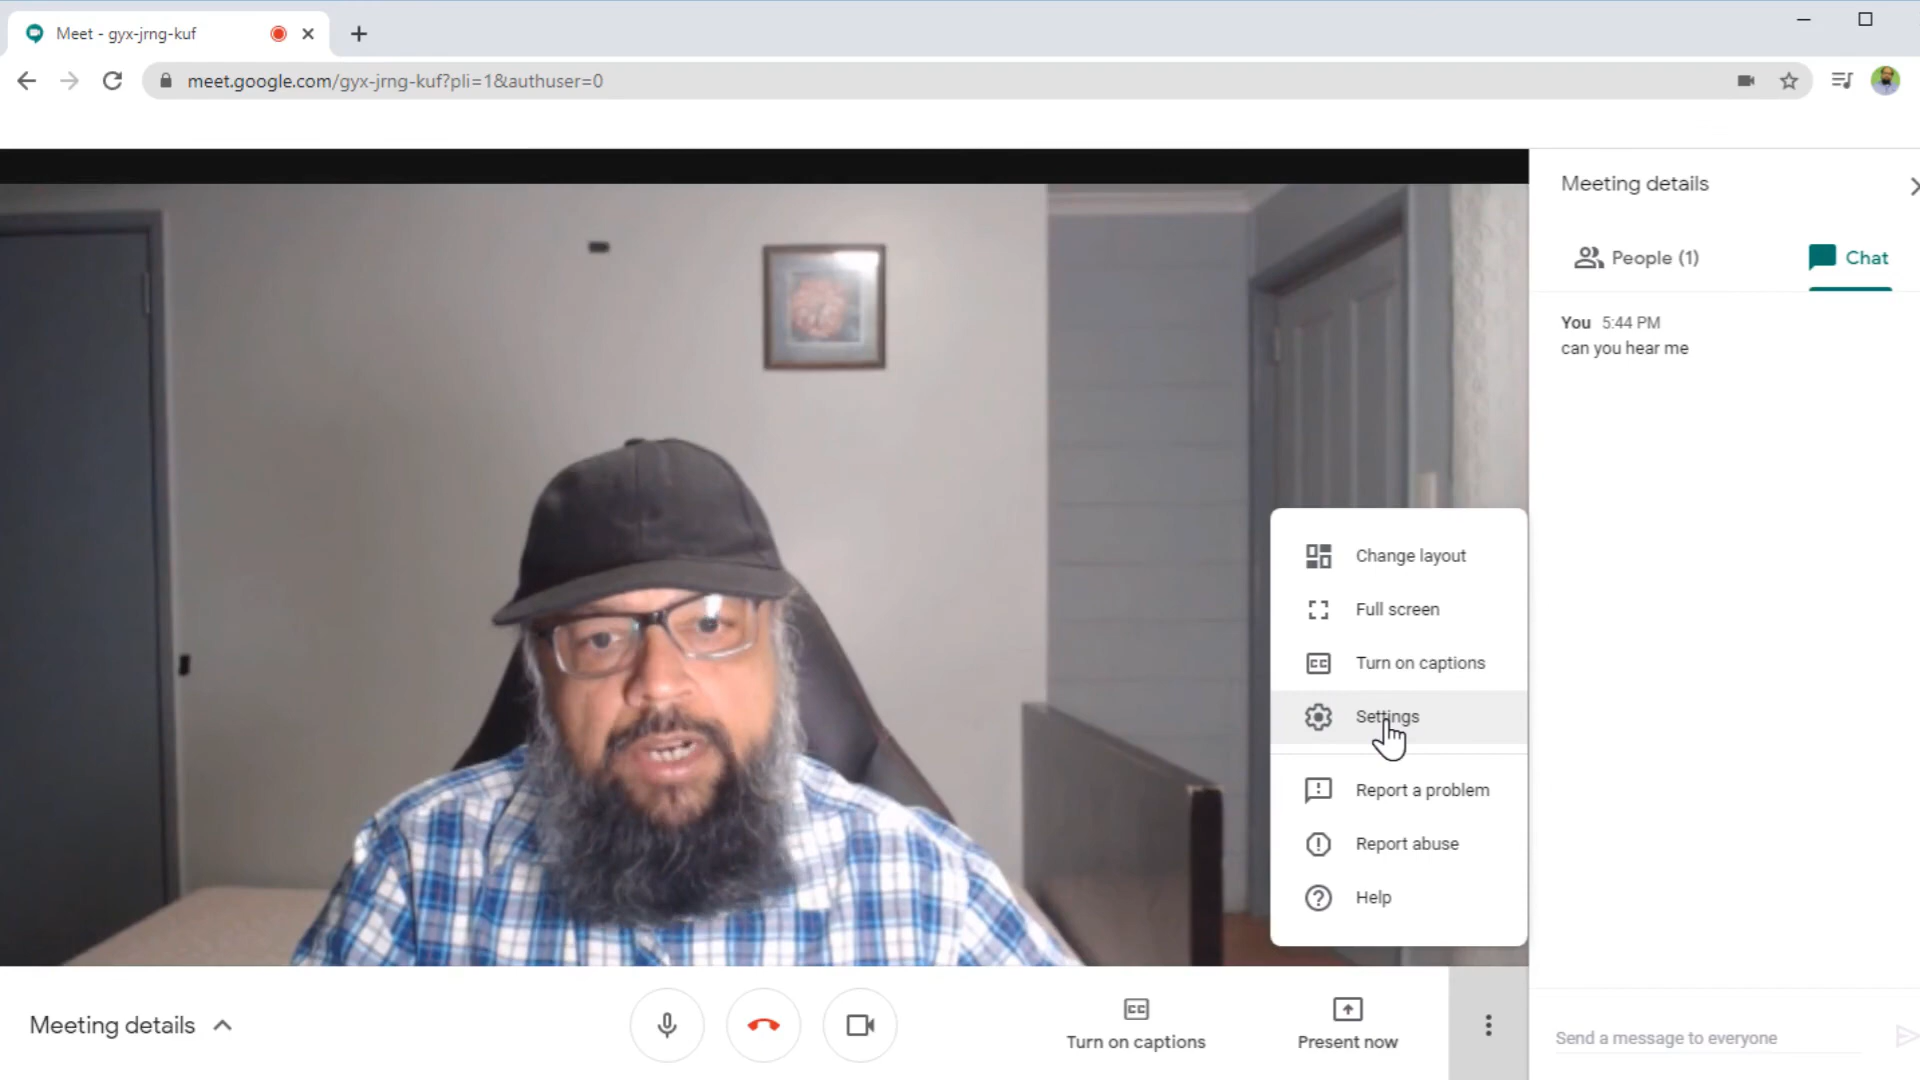 Meet - gyx-jrng-kuf
meet.google.com/gyx-jrng-kuf?pli=1&authuser=0
Meeting details
People (1)
Chat
You 5:44 PM
can you hear me
Change layout
Full screen
Turn on captions
Settings
Report a problem
Report abuse
Help
Meeting details
Turn on captions
Present now
Send a message to everyone